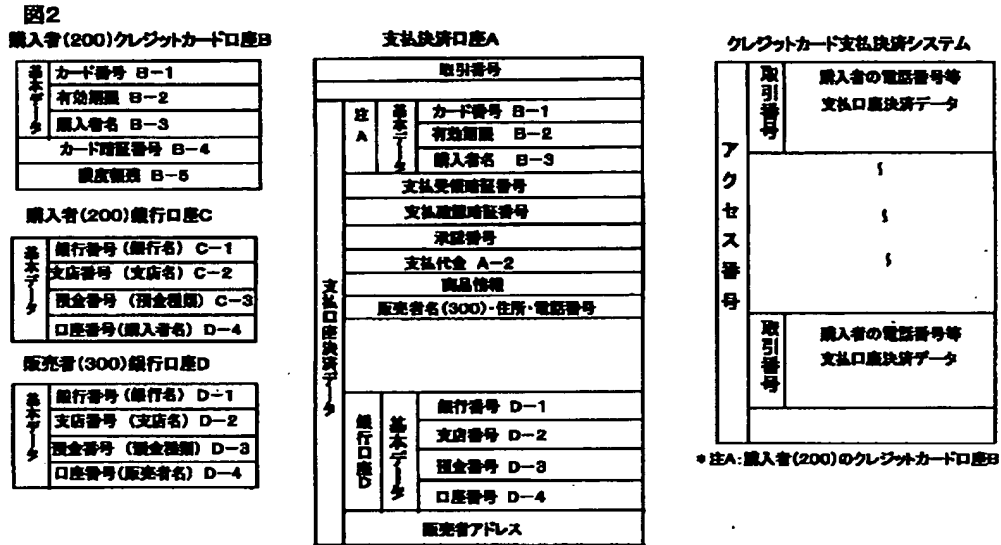 図2
購入者(200)クレジットカード口座B
基本データ
カード番号 B-1
有効期限 B-2
購入者名 B-3
カード暗証番号 B-4
限度額残 B-5
購入者(200)銀行口座C
基本データ
銀行番号(銀行名) C-1
支店番号 (支店名) C-2
預金番号 (預金種類) C-3
口座番号(購入者名) D-4
販売者(300)銀行口座D
基本データ
銀行番号(銀行名) D-1
支店番号 (支店名) D-2
預金番号 (預金種類) D-3
口座番号(販売者名) D-4
支払決済口座A
取引番号
支払口座決済データ
注A
基本データ
カード番号 B-1
有効期限 B-2
購入者名 B-3
支払受領暗証番号
支払確認暗証番号
承認番号
支払代金 A-2
商品情報
販売者名(300)・住所・電話番号
銀行口座D
基本データ
銀行番号 D-1
支店番号 D-2
預金番号 D-3
口座番号 D-4
販売者アドレス
クレジットカード支払決済システム
アクセス番号
取引番号
購入者の電話番号等
支払口座決済データ
取引番号
購入者の電話番号等
支払口座決済データ
*注A:購入者(200)のクレジットカード口座B